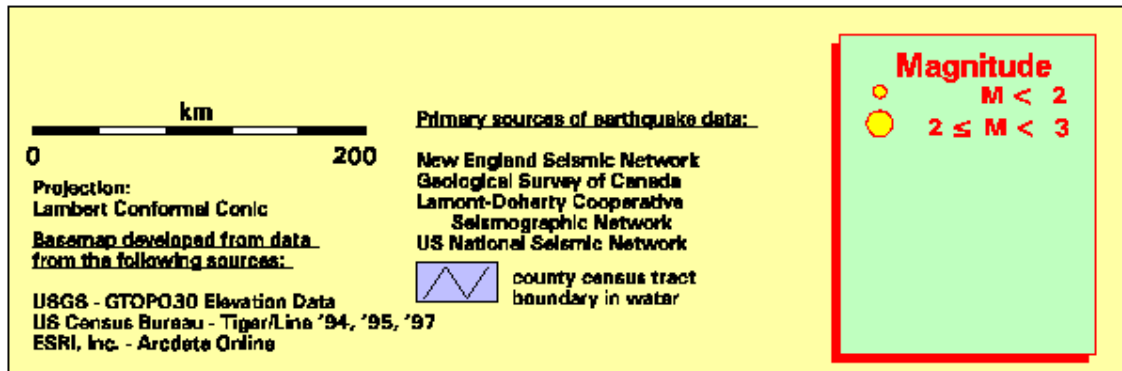 km
0 200
Projection:
Lambert Conformal Conic
Basemap developed from data
from the following sources:
USGS - GTOPO30 Elevation Data
US Census Bureau - Tiger/Line '94, '95, '97
ESRI, Inc. - Arcdata Online
Primary sources of earthquake data:
New England Seismic Network
Geological Survey of Canada
Lamont-Doherty Cooperative
Seismographic Network
US National Seismic Network
county census tract
boundary in water
Magnitude
M < 2
2 ≤ M < 3